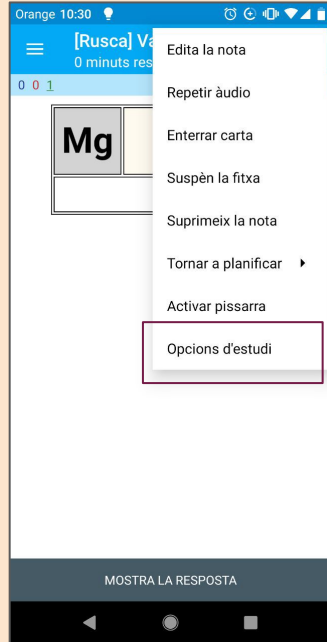 Orange 10:30
[Rusca] Va
0 minuts res
0 0 1
Mg
Edita la nota
Repetir àudio
Enterrar carta
Suspèn la fitxa
Suprimeix la nota
Tornar a planificar
Activar pissarra
Opcions d'estudi
MOSTRA LA RESPOSTA